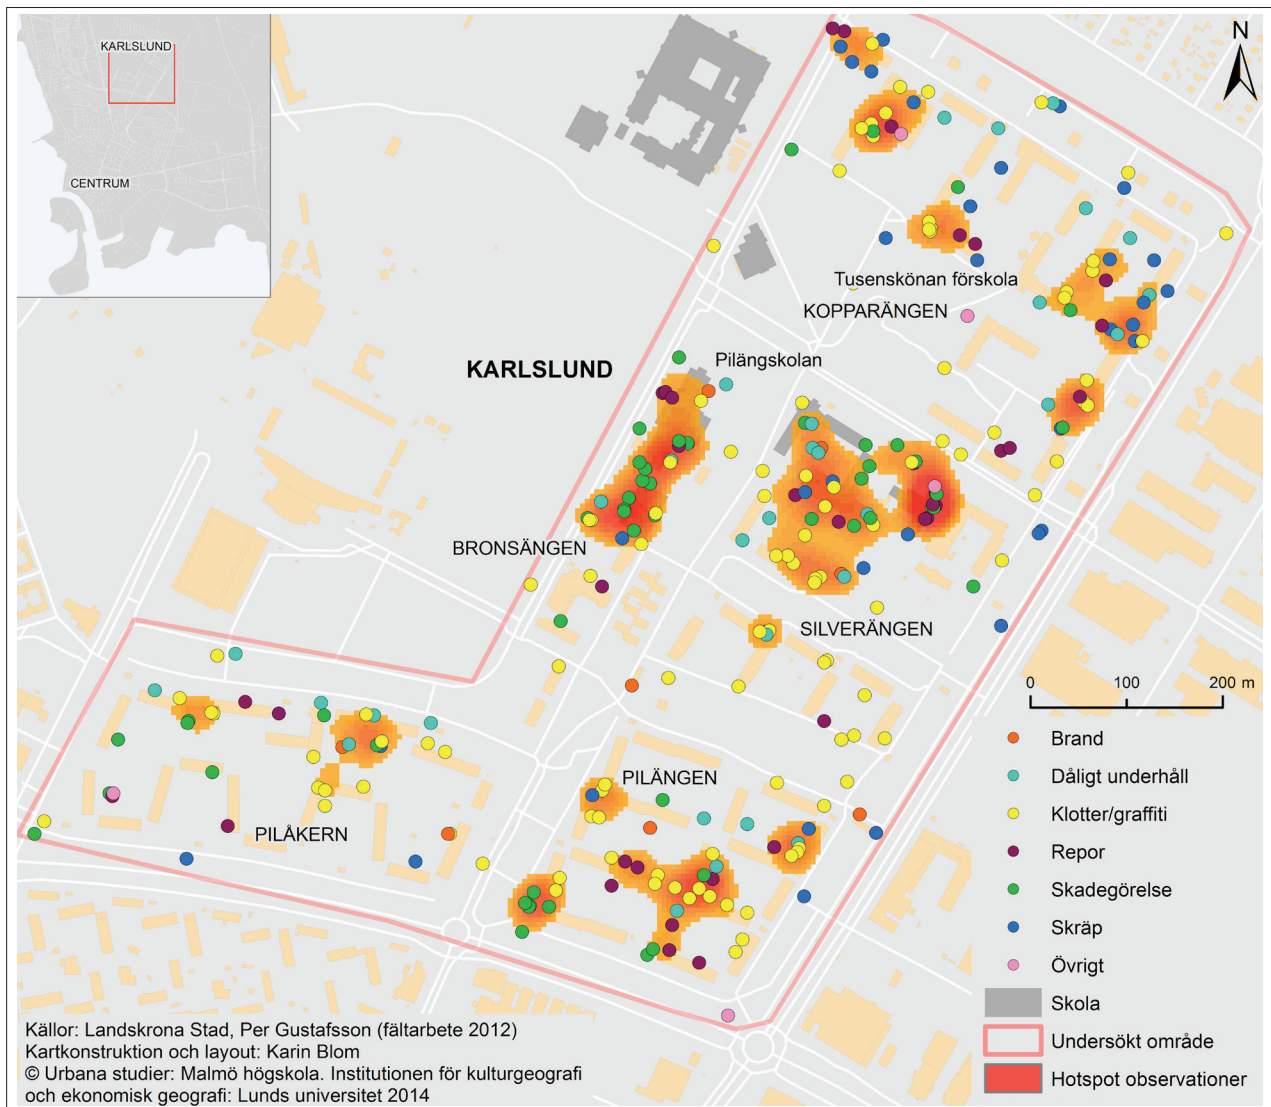 KARLSLUND
CENTRUM
N
Tusenskönan förskola
KOPPARÄNGEN
Pilängskolan
KARLSLUND
BRONSÄNGEN
SILVERÄNGEN
PILÄNGEN
PILÅKERN
0 100 200 m
Brand
Dåligt underhåll
Klotter/graffiti
Repor
Skadegörelse
Skräp
Övrigt
Skola
Undersökt område
Hotspot observationer
Källor: Landskrona Stad, Per Gustafsson (fältarbete 2012)
Kartkonstruktion och layout: Karin Blom
© Urbana studier: Malmö högskola. Institutionen för kulturgeografi
och ekonomisk geografi: Lunds universitet 2014